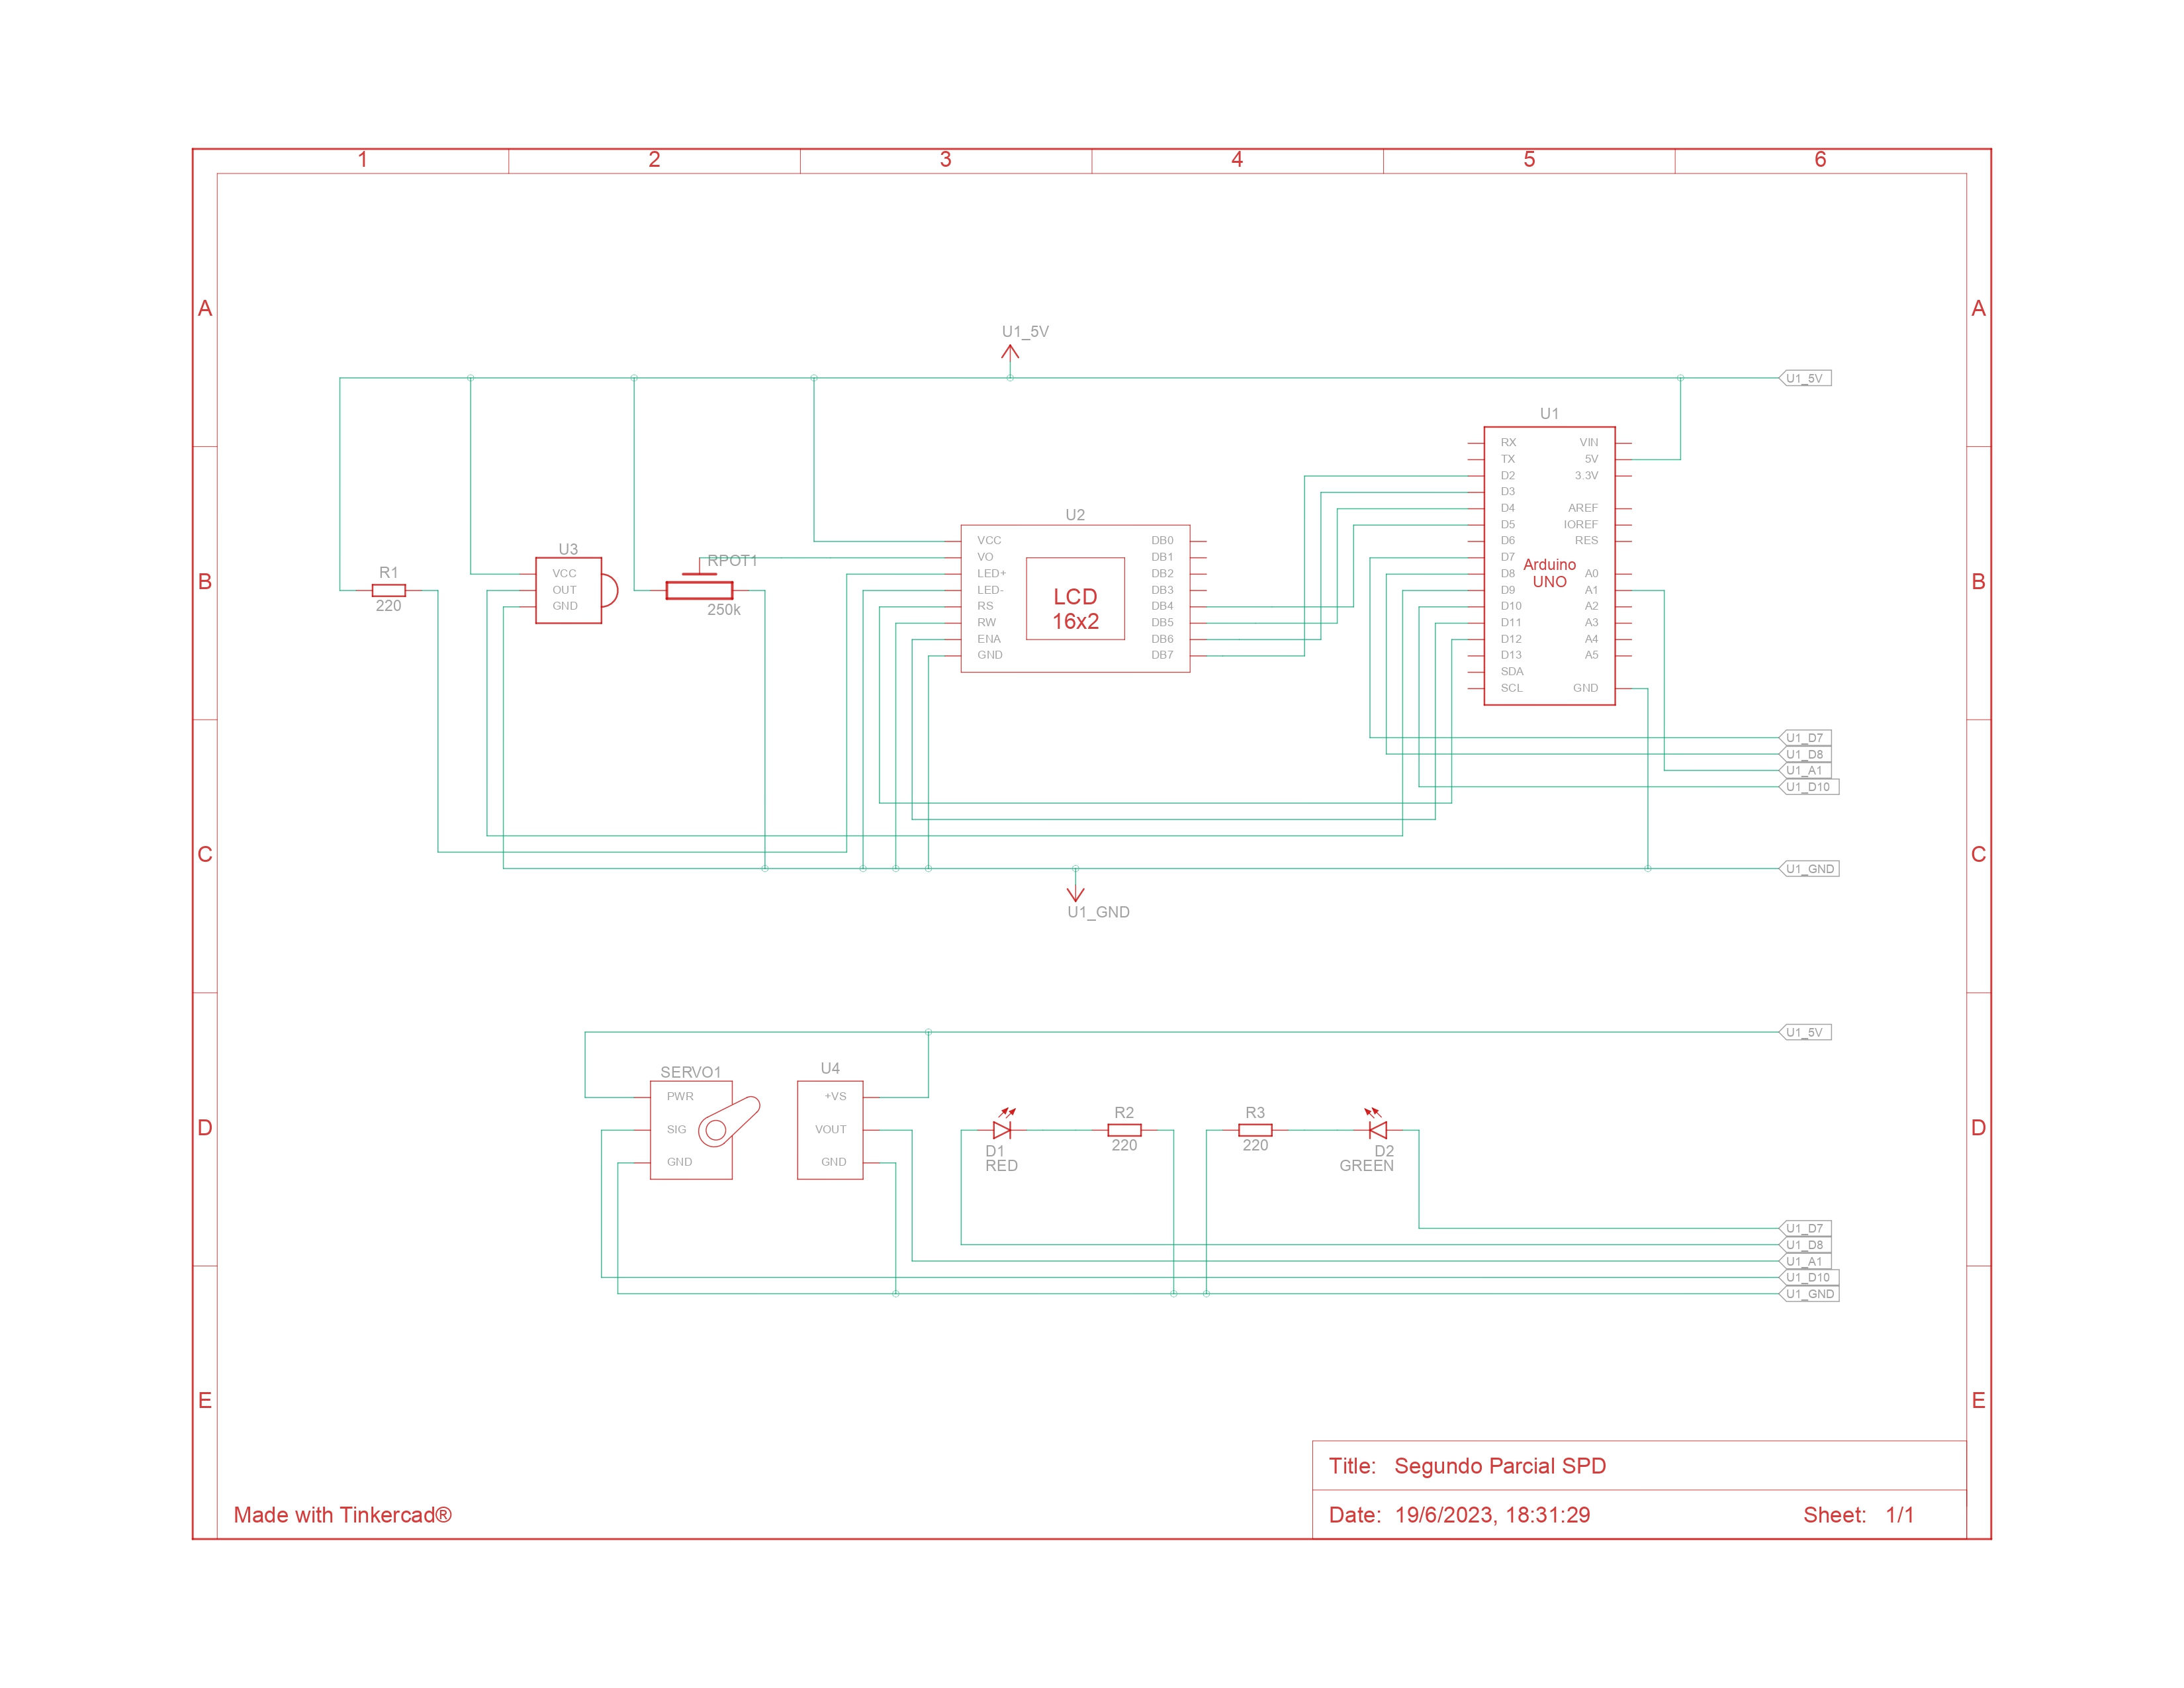 1 2 3 4 5 6
A A
U1_5V
U1_5V
U1
RX VIN
TX 5V
D2 3.3V
D3
D4 AREF
D5 IOREF
D6 RES
D7
D8 A0
D9 A1
D10 A2
D11 A3
D12 A4
D13 A5
SDA
SCL GND
Arduino
UNO
U2
VCC DB0
VO DB1
LED+ DB2
LED- DB3
RS DB4
RW DB5
ENA DB6
GND DB7
LCD
16x2
U3
VCC
OUT
GND
RPOT1
250k
R1
220
B B
U1_D7
U1_D8
U1_A1
U1_D10
C C
U1_GND
U1_GND
U1_5V
SERVO1
PWR
SIG
GND
U4
+VS
VOUT
GND
D1
RED
R2
220
R3
220
D2
GREEN
D D
U1_D7
U1_D8
U1_A1
U1_D10
U1_GND
E E
Title: Segundo Parcial SPD
Made with Tinkercad®
Date: 19/6/2023, 18:31:29 Sheet: 1/1